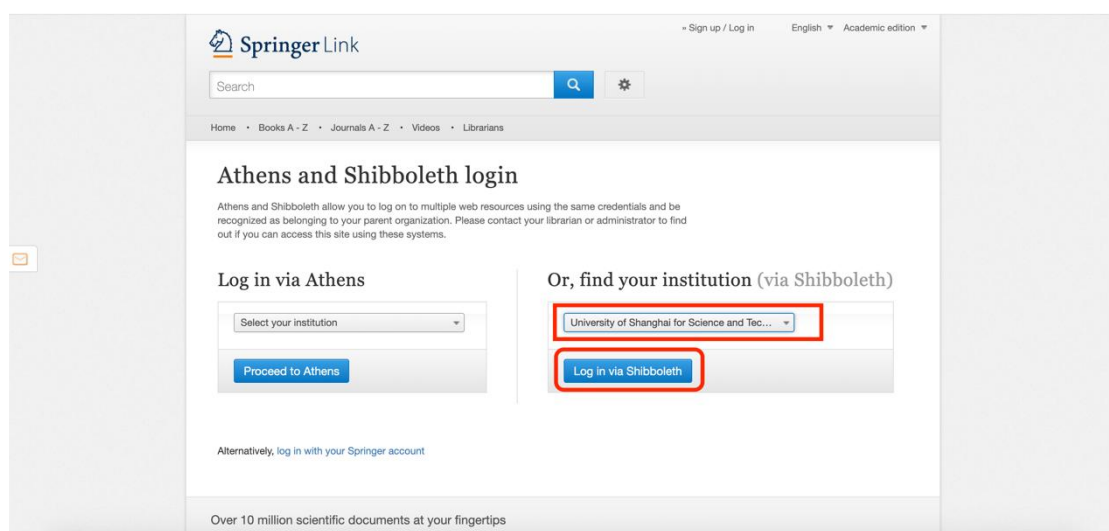 » Sign up / Log in English Academic edition
Springer Link
Search
Home • Books A - Z • Journals A - Z • Videos • Librarians
Athens and Shibboleth login
Athens and Shibboleth allow you to log on to multiple web resources using the same credentials and be
recognized as belonging to your parent organization. Please contact your librarian or administrator to find
out if you can access this site using these systems.
Log in via Athens
Select your institution
Proceed to Athens
Or, find your institution (via Shibboleth)
University of Shanghai for Science and Tec...
Log in via Shibboleth
Alternatively, log in with your Springer account
Over 10 million scientific documents at your fingertips